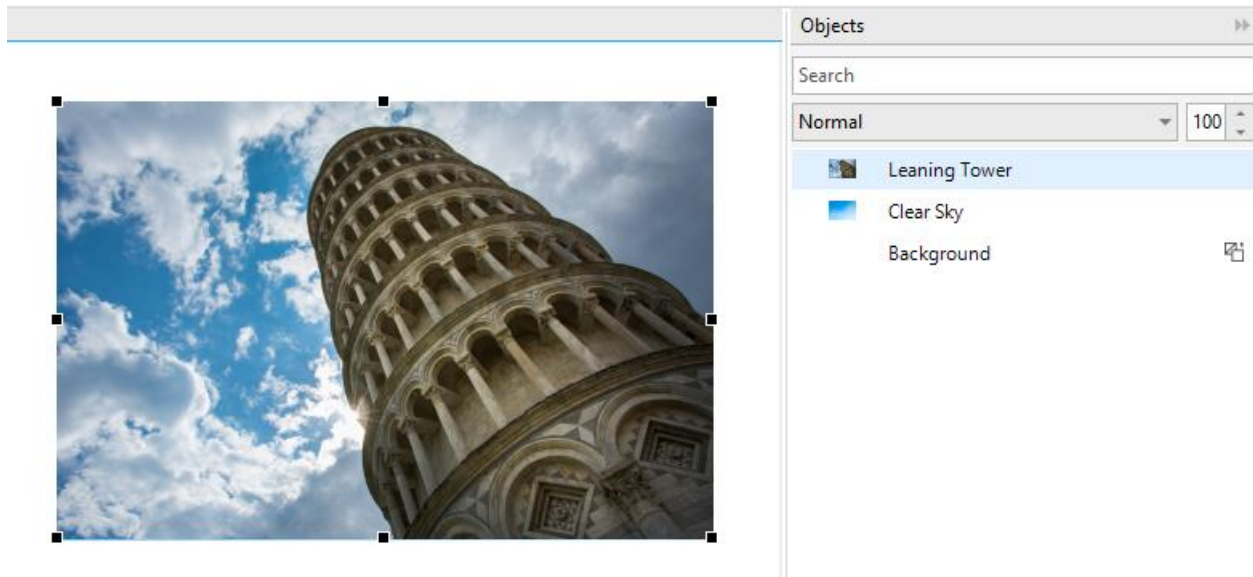 Objects
Search
Normal 100
Leaning Tower
Clear Sky
Background